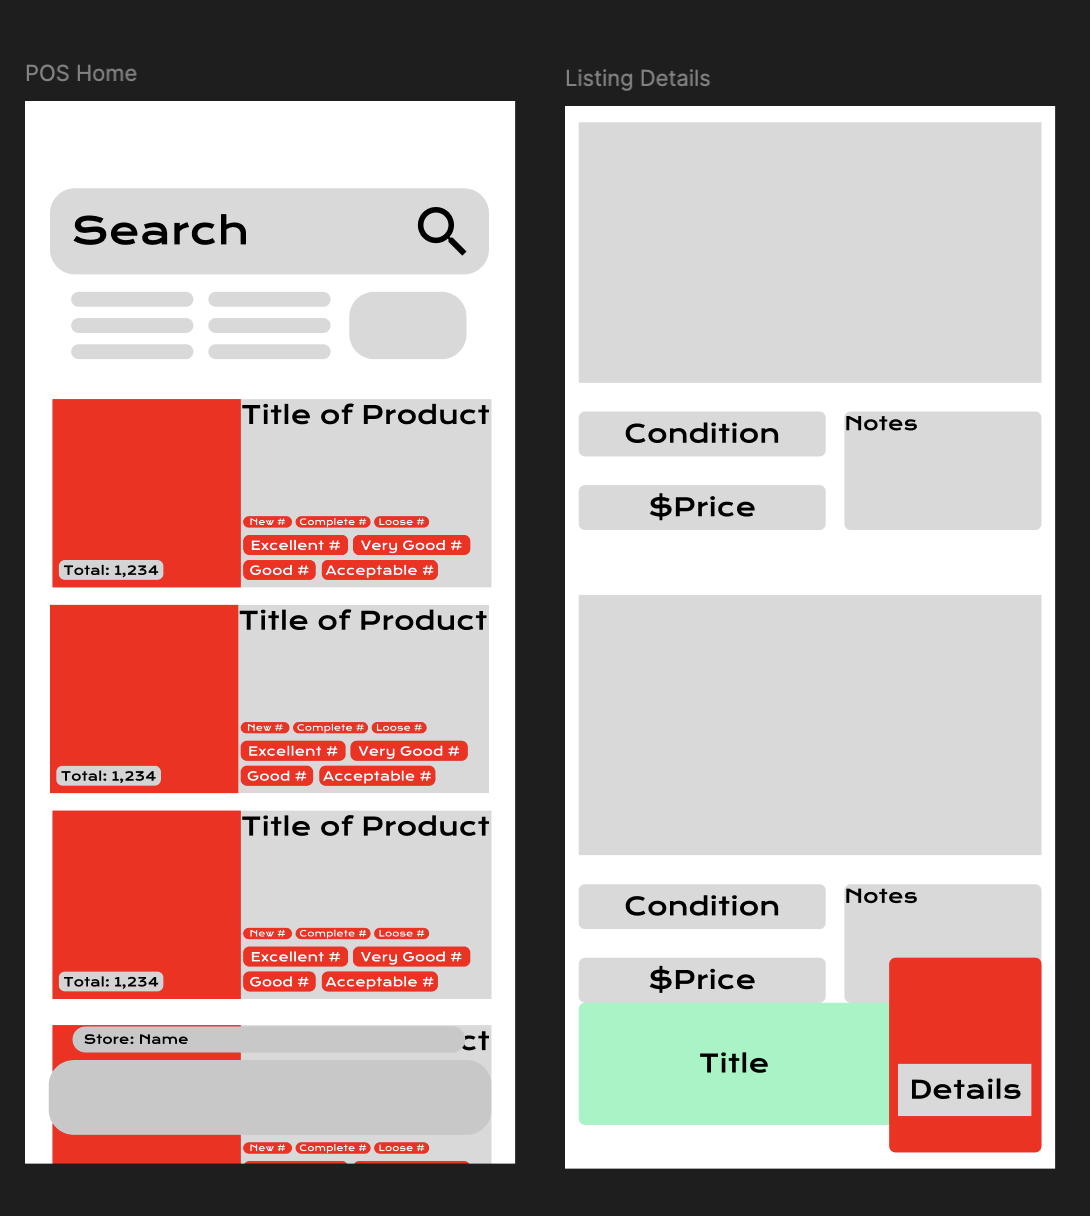 POS Home
Search
Title of Product
New # Complete # Loose #
Excellent # Very Good #
Total: 1,234 Good # Acceptable #
Title of Product
New # Complete # Loose #
Excellent # Very Good #
Total: 1,234 Good # Acceptable #
Title of Product
New # Complete # Loose #
Excellent # Very Good #
Total: 1,234 Good # Acceptable #
Store: Name ct
New # Complete # Loose #
Listing Details
Condition
Notes
$Price
Condition
Notes
$Price
Title
Details